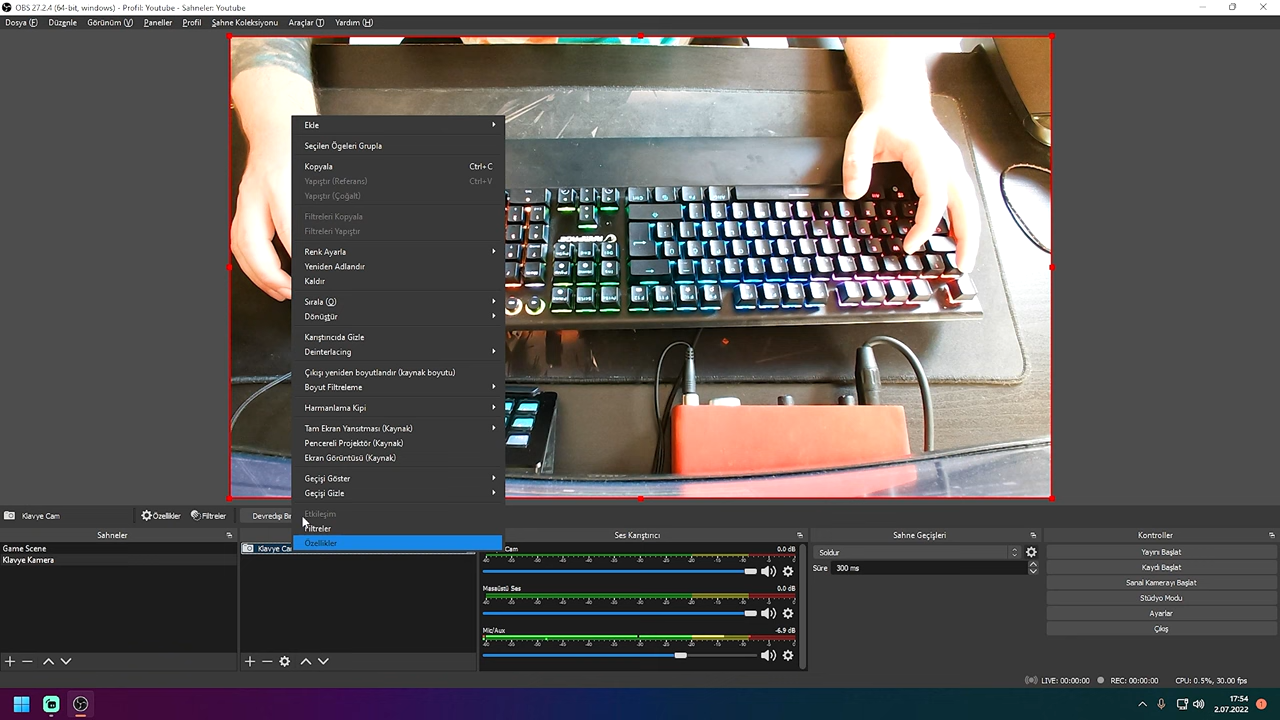 OBS 27.2.4 (64-bit, windows) - Profil: Youtube - Sahneler: Youtube
Dosya (F) Düzenle Görünüm (V) Paneller Profil Sahne Koleksiyonu Araçlar (T) Yardım (H)
Ekle
Seçilen Ögeleri Grupla
Kopyala Ctrl+C
Yapıştır (Referans) Ctrl+V
Yapıştır (Çoğalt)
Filtreleri Kopyala
Filtreleri Yapıştır
Renk Ayarla
Yeniden Adlandır
Kaldır
Sırala (O)
Dönüştür
Karıştırıcıda Gizle
Deinterlacing
Çıkışı yeniden boyutlandır (kaynak boyutu)
Boyut Filtreleme
Harmanlama Kipi
Tam Ekran Yansıtması (Kaynak)
Pencereli Projektör (Kaynak)
Ekran Görüntüsü (Kaynak)
Geçişi Göster
Geçişi Gizle
Etkileşim
Filtreler
Özellikler
Klavye Cam Özellikler Filtreler Devredışı Bı
Sahneler Ses Karıştırıcı Sahne Geçişleri Kontroller
Game Scene
Klavye Kamera
Klavye Cam
Cam 0.0 dB
Masaüstü Ses 0.0 dB
Mic/Aux -6.9 dB
Soldur
Süre 300 ms
Yayını Başlat
Kaydı Başlat
Sanal Kamerayı Başlat
Stüdyo Modu
Ayarlar
Çıkış
LIVE: 00:00:00 REC: 00:00:00 CPU: 0.5%, 30.00 fps
17:54
2.07.2022
1